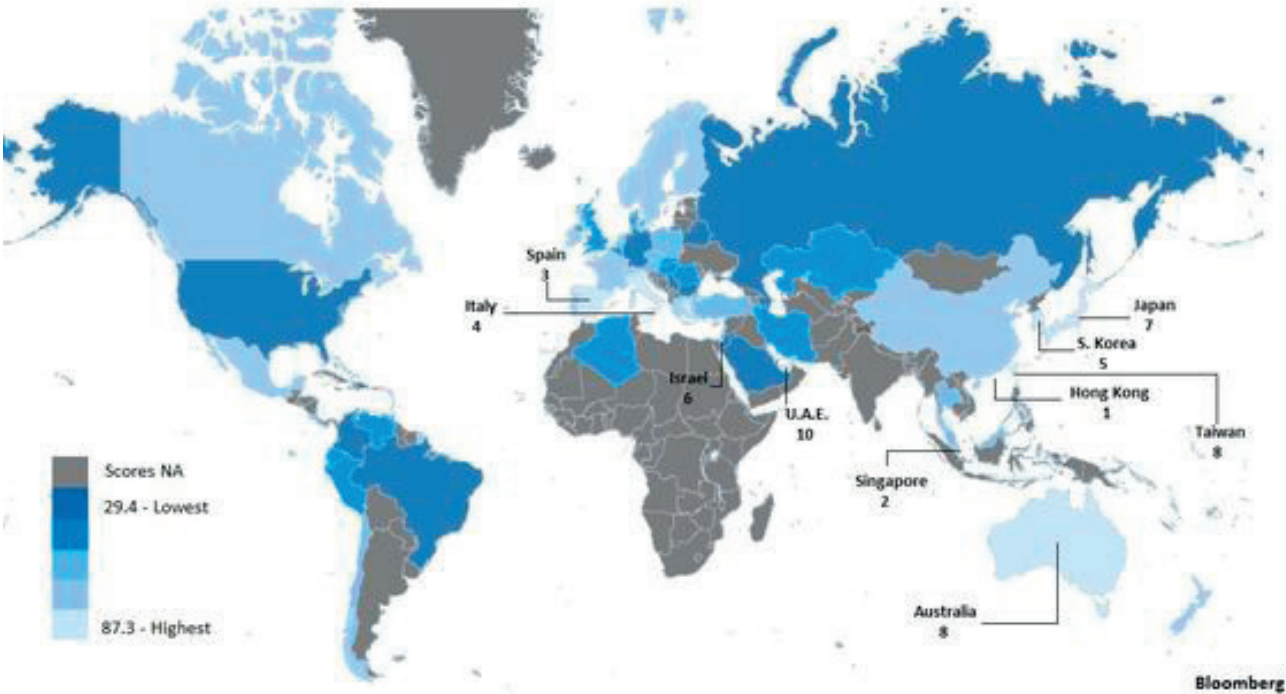 Spain
3
Italy
4
Israel
6
U.A.E.
10
Japan
7
S. Korea
5
Hong Kong
1
Taiwan
8
Singapore
2
Australia
8
Scores NA
29.4 - Lowest
87.3 - Highest
Bloomberg